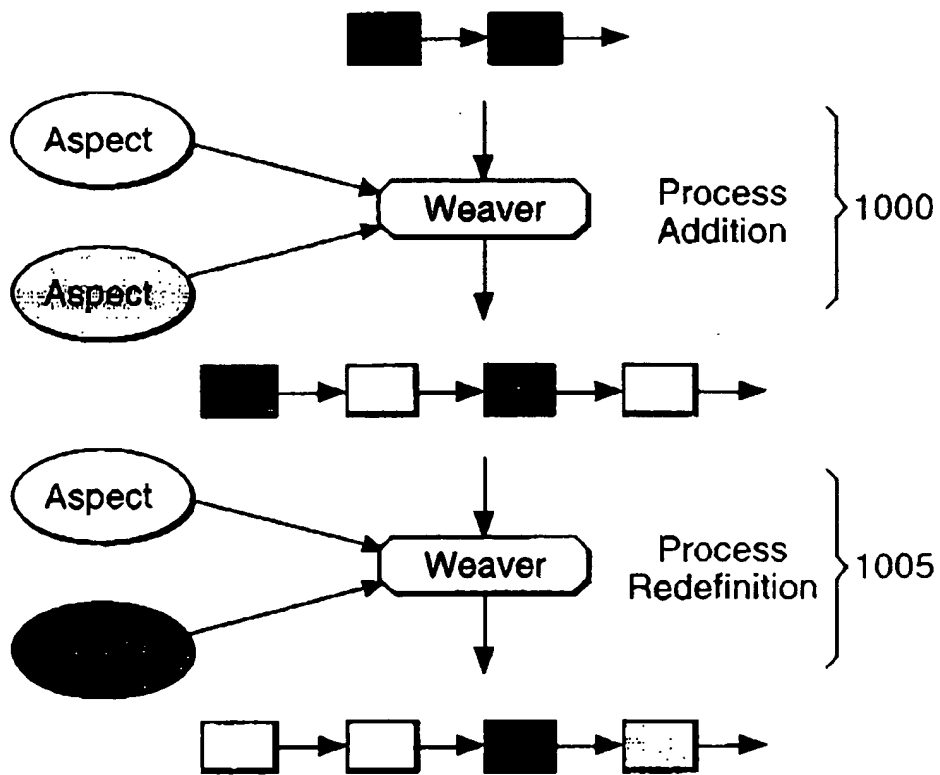 Aspect
Weaver
Process
Addition
1000
Aspect
Aspect
Weaver
Process
Redefinition
1005